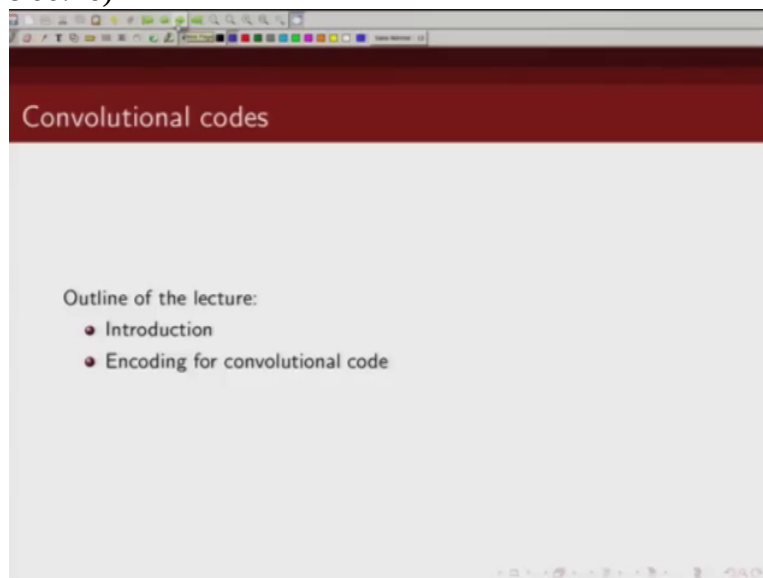 Convolutional codes
Outline of the lecture:
Introduction
Encoding for convolutional code